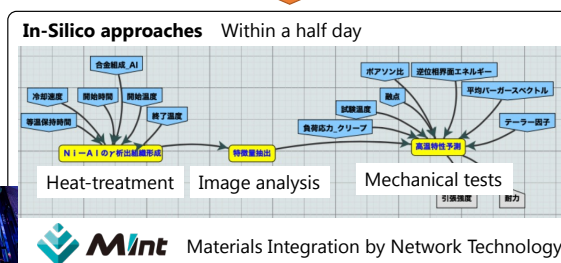 In-Silico approaches Within a half day
合金組成_Al
冷却速度
開始時間
開始温度
等温保持時間
終了温度
Ni-Alのγ'析出組織形成
特徴量抽出
ポアソン比
逆位相界面エネルギー
融点
平均バーガースベクトル
試験温度
負荷応力_クリープ
テーラー因子
高温特性予測
Heat-treatment
Image analysis
Mechanical tests
引張強度
耐力
MInt
Materials Integration by Network Technology